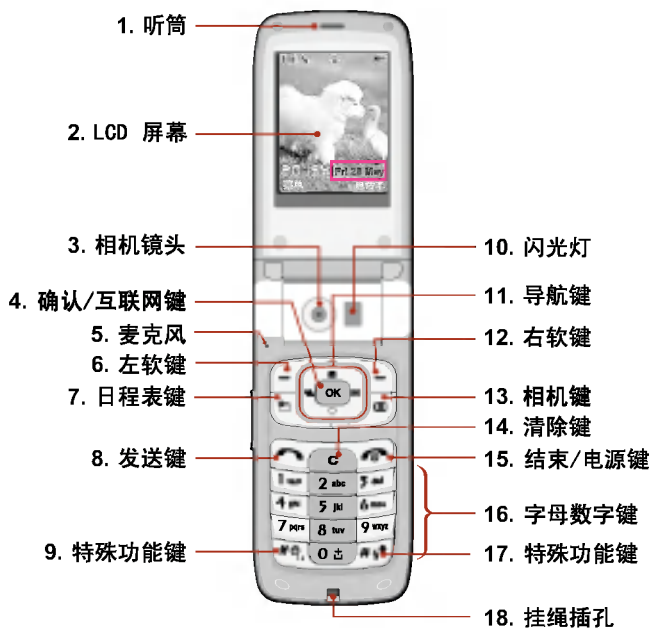 1. 听筒
2. LCD 屏幕
Fri 28 May
3. 相机镜头
10. 闪光灯
4. 确认/互联网键
11. 导航键
5. 麦克风
12. 右软键
6. 左软键
OK
7. 日程表键
13. 相机键
14. 清除键
8. 发送键
C
15. 结束/电源键
1
2 abc
3
4
5 jkl
6
16. 字母数字键
7 pqrs
8 tuv
9 wxyz
9. 特殊功能键
0
17. 特殊功能键
18. 挂绳插孔